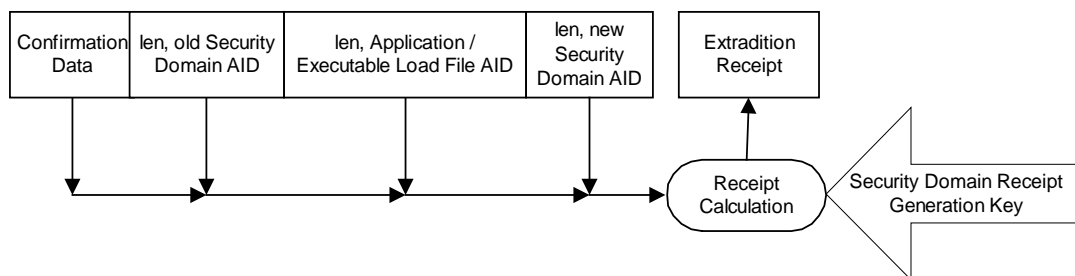 Confirmation
Data
len, old Security
Domain AID
len, Application /
Executable Load File AID
len, new
Security
Domain AID
Extradition
Receipt
Receipt
Calculation
Security Domain Receipt
Generation Key